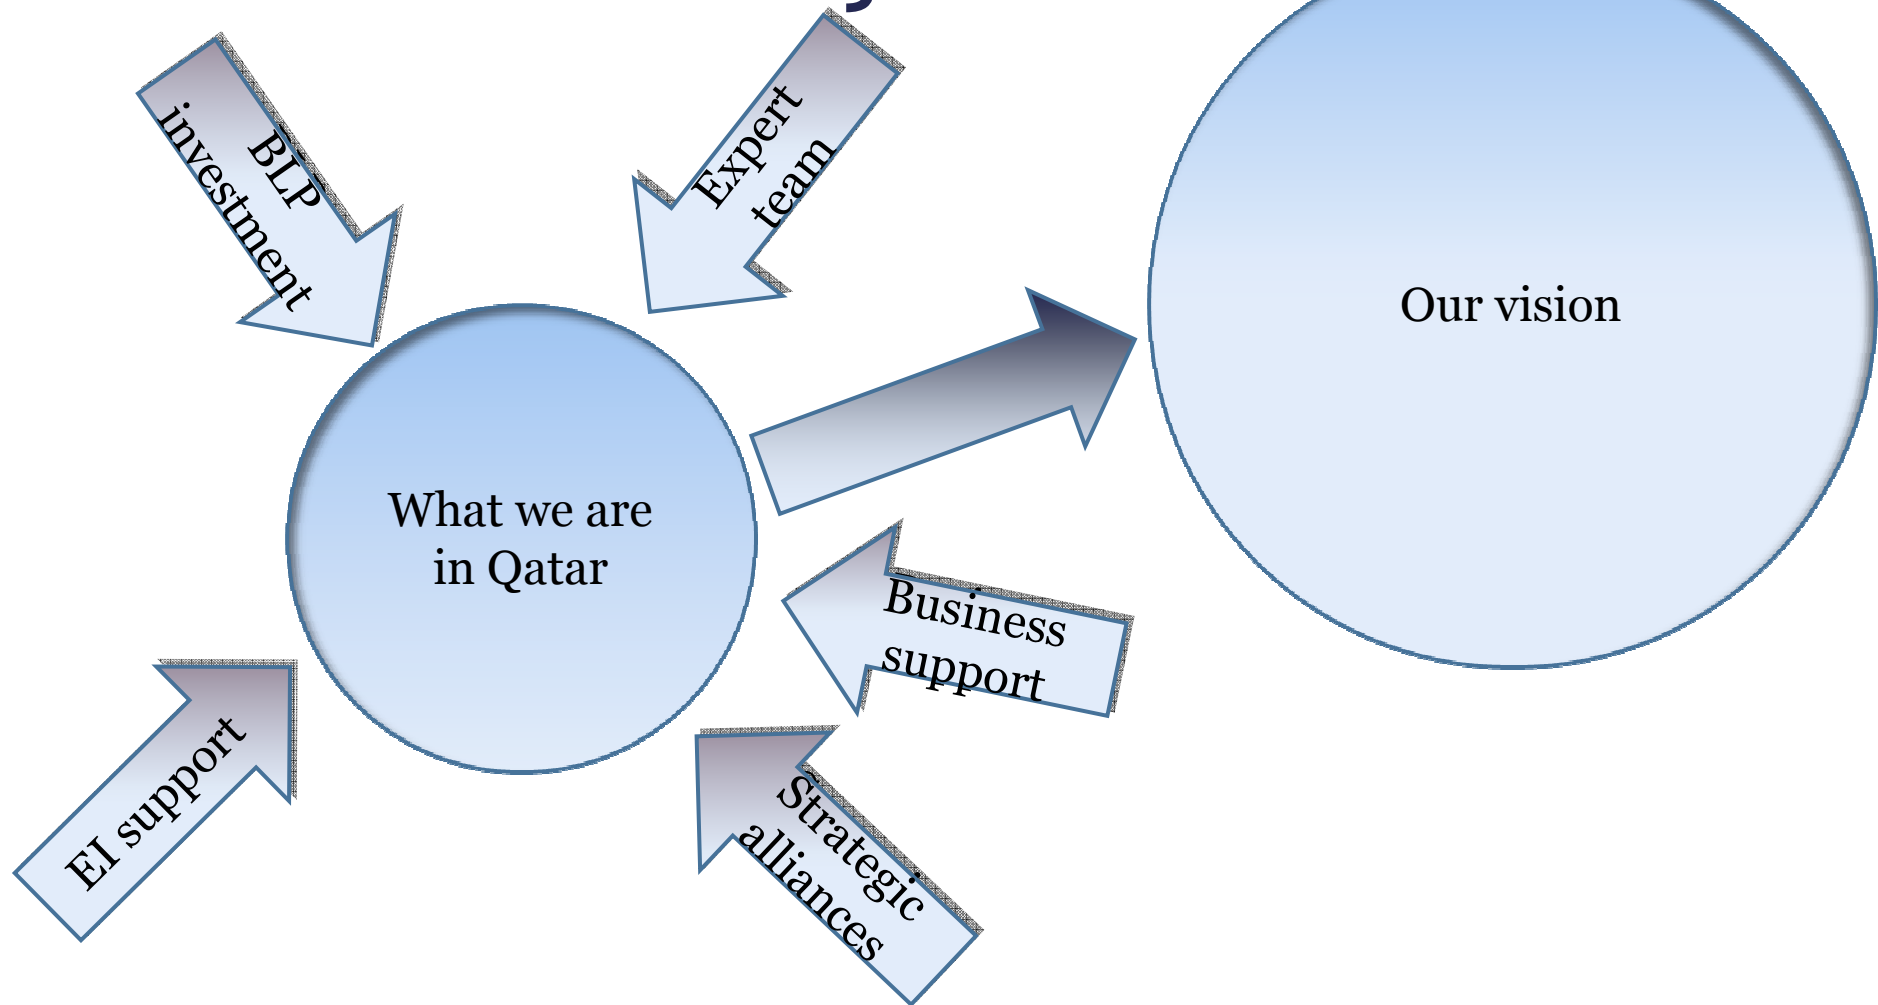 BLP
investment
Expert
team
Our vision
What we are
in Qatar
Business
support
EI support
Strategic
alliances